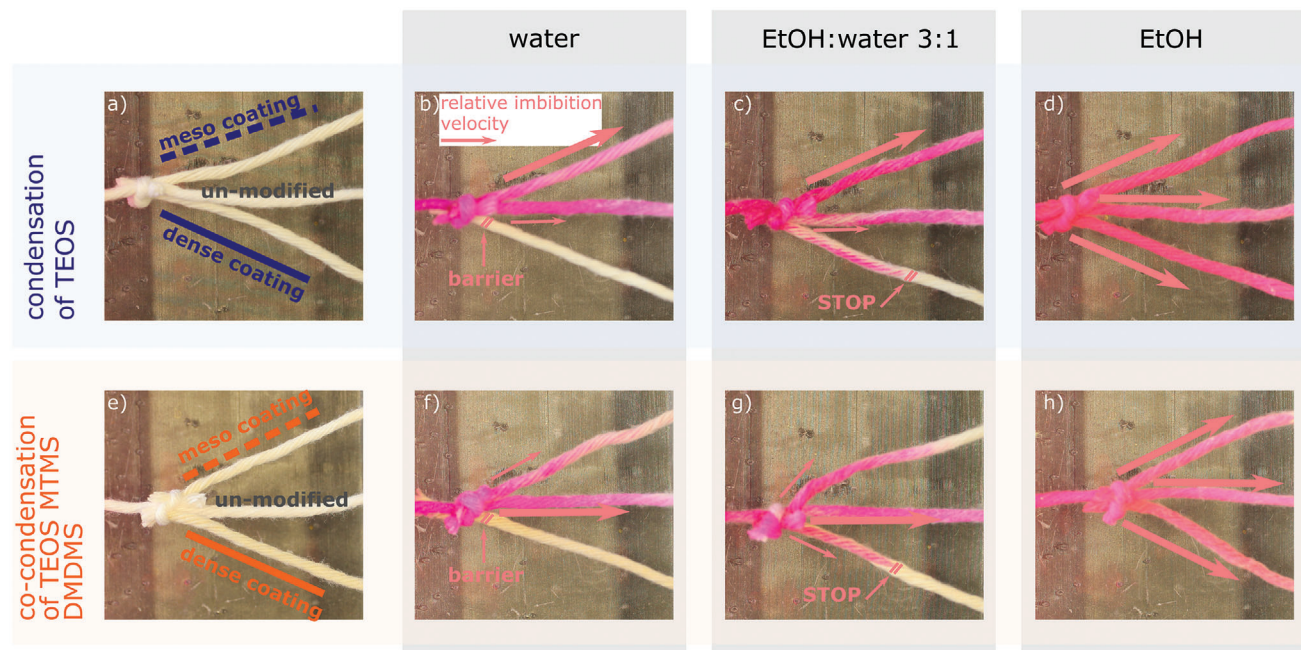 water
EtOH:water 3:1
EtOH
condensation
of TEOS
a)
meso coating
un-modified
dense coating
b)
relative imbibition
velocity
barrier
c)
STOP
d)
co-condensation
of TEOS MTMS
DMDMS
e)
meso coating
un-modified
dense coating
f)
barrier
g)
STOP
h)